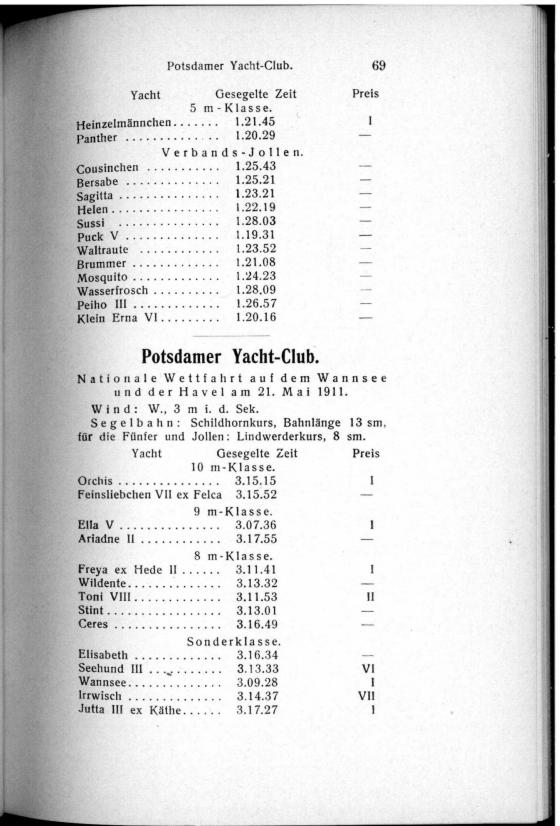 Potsdamer Yacht-Club. 69
Yacht Gesegelte Zeit Preis
5 m-Klasse.
Heinzelmännchen....... 1.21.45 I
Panther ............. 1.20.29 —
Verbands-Jollen.
Cousinchen ........... 1.25.43 —
Bersabe .............. 1.25.21 —
Sagitta ............... 1.23.21 —
Helen................ 1.22.19 —
Sussi ............... 1.28.03 —
Puck V .............. 1.19.31 —
Waltraute ............ 1.23.52 —
Brummer ............. 1.21.08 —
Mosquito ............. 1.24.23 —
Wasserfrosch .......... 1.28,09 —
Peiho III ............. 1.26.57 —
Klein Erna VI......... 1.20.16 —
Potsdamer Yacht-Club.
Nationale Wettfahrt auf dem Wannsee
und der Havel am 21. Mai 1911.
Wind: W., 3 m i. d. Sek.
Segelbahn: Schildhornkurs, Bahnlänge 13 sm,
für die Fünfer und Jollen: Lindwerderkurs, 8 sm.
Yacht Gesegelte Zeit Preis
10 m-Klasse.
Orchis ............... 3.15.15 I
Feinsliebchen VII ex Felca 3.15.52 —
9 m-Klasse.
Ella V ............... 3.07.36 I
Ariadne II ............ 3.17.55 —
8 m-Klasse.
Freya ex Hede II ...... 3.11.41 I
Wildente.............. 3.13.32 —
Toni VIII............. 3.11.53 II
Stint................. 3.13.01 —
Ceres ................ 3.16.49 —
Sonderklasse.
Elisabeth ............. 3.16.34 —
Seehund III ........... 3.13.33 VI
Wannsee.............. 3.09.28 I
Irrwisch .............. 3.14.37 VII
Jutta III ex Käthe...... 3.17.27 I